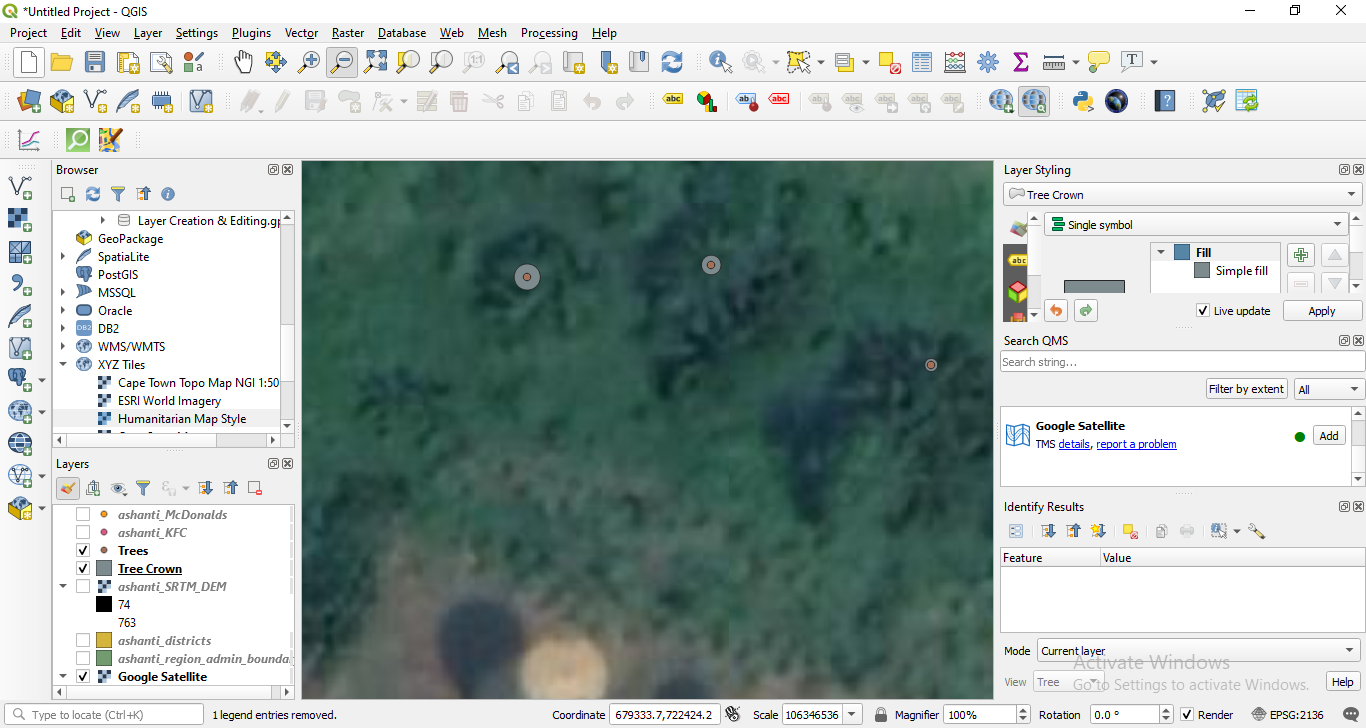 *Untitled Project - QGIS
Project Edit View Layer Settings Plugins Vector Raster Database Web Mesh Processing Help
Browser
Layer Creation & Editing.gp
GeoPackage
SpatiaLite
PostGIS
MSSQL
Oracle
DB2
WMS/WMTS
XYZ Tiles
Cape Town Topo Map NGI 1:50
ESRI World Imagery
Humanitarian Map Style
Layers
ashanti_McDonalds
ashanti_KFC
Trees
Tree Crown
ashanti_SRTM_DEM
74
763
ashanti_districts
ashanti_region_admin_bounda
Google Satellite
Layer Styling
Tree Crown
Single symbol
Fill
Simple fill
Live update
Apply
Search QMS
Search string...
Filter by extent All
Google Satellite
TMS details, report a problem
Add
Identify Results
Feature Value
Mode Current layer
View Tree Help
Activate Windows
Go to Settings to activate Windows.
Type to locate (Ctrl+K) 1 legend entries removed. Coordinate 679333.7,722424.2 Scale 106346536 Magnifier 100% Rotation 0.0 ° Render EPSG:2136